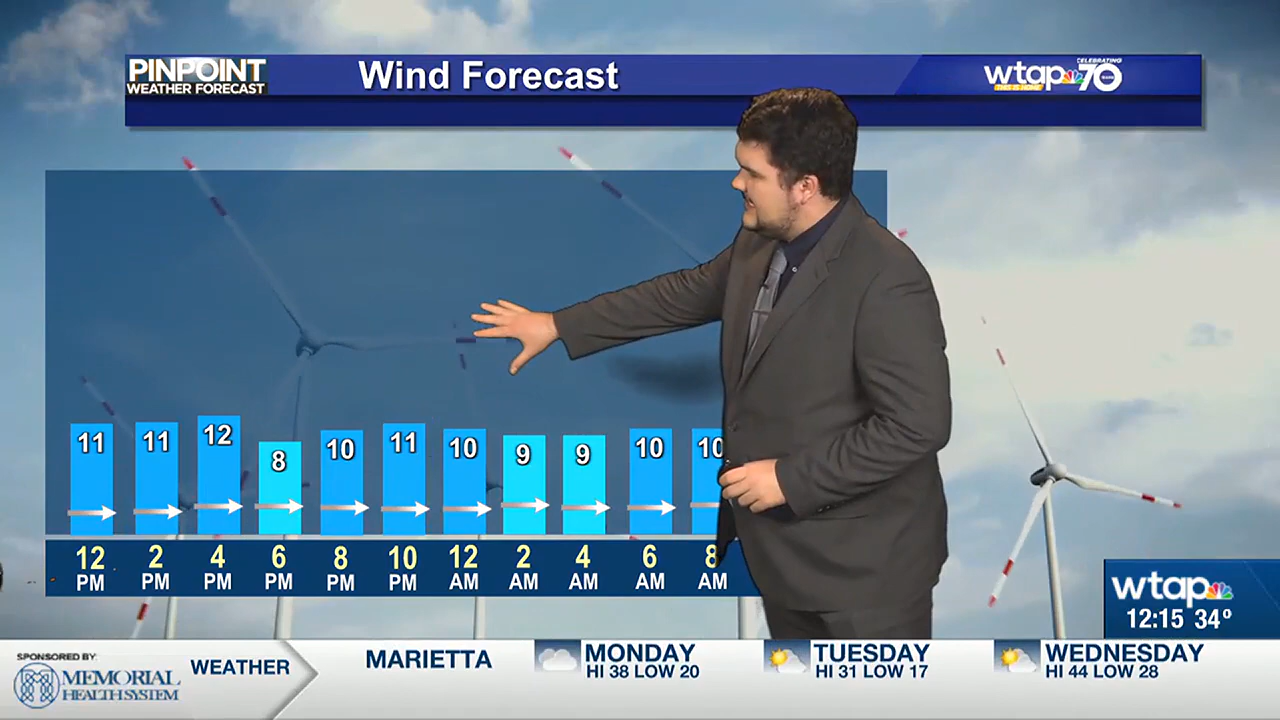 PINPOINT
WEATHER FORECAST
Wind Forecast
wtap
THIS IS HOME
CELEBRATING
70
11 11 12 8 10 11 10 9 9 10 10
12 2 4 6 8 10 12 2 4 6 8
PM PM PM PM PM PM AM AM AM AM AM
wtap
12:15 34°
SPONSORED BY:
MEMORIAL
HEALTH SYSTEM
WEATHER
MARIETTA
MONDAY
HI 38 LOW 20
TUESDAY
HI 31 LOW 17
WEDNESDAY
HI 44 LOW 28